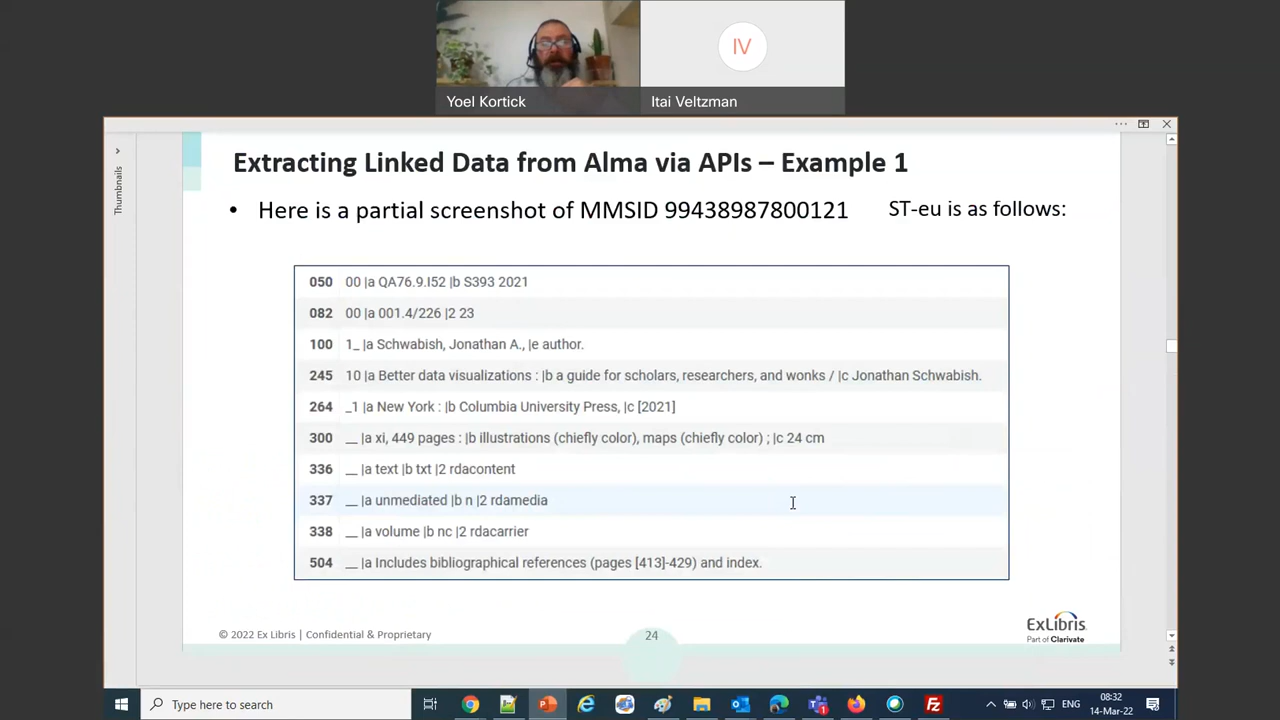 IV
Yoel Kortick
Itai Veltzman
Thumbnails
Extracting Linked Data from Alma via APIs – Example 1
• Here is a partial screenshot of MMSID 99438987800121 ST-eu is as follows:
050 00 |a QA76.9.I52 |b S393 2021
082 00 |a 001.4/226 |2 23
100 1_ |a Schwabish, Jonathan A., |e author.
245 10 |a Better data visualizations : |b a guide for scholars, researchers, and wonks / |c Jonathan Schwabish.
264 _1 |a New York : |b Columbia University Press, |c [2021]
300 __ |a xi, 449 pages : |b illustrations (chiefly color), maps (chiefly color) ; |c 24 cm
336 __ |a text |b txt |2 rdacontent
337 __ |a unmediated |b n |2 rdamedia
338 __ |a volume |b nc |2 rdacarrier
504 __ |a Includes bibliographical references (pages [413]-429) and index.
© 2022 Ex Libris | Confidential & Proprietary
24
ExLibris
Part of Clarivate
Type here to search
ENG
08:32
14-Mar-22